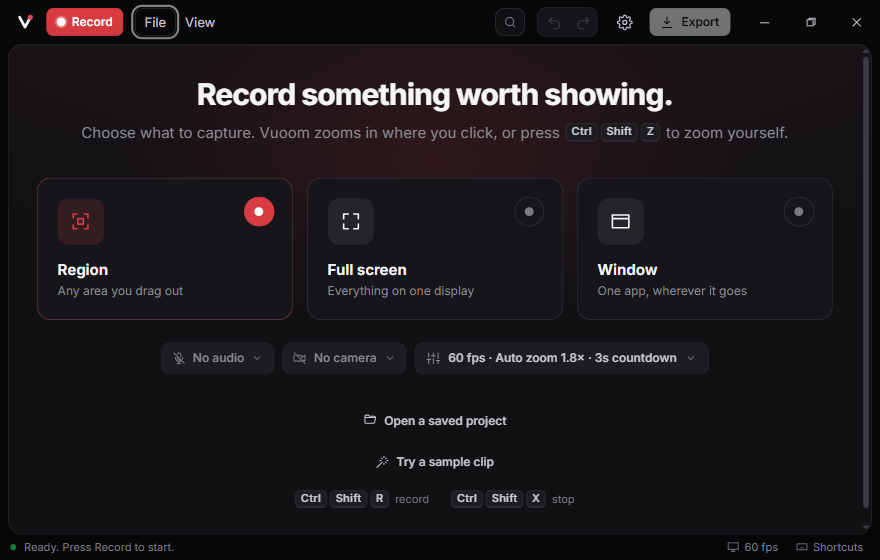 Record File View Export
Record something worth showing.
Choose what to capture. Vuoom zooms in where you click, or press Ctrl Shift Z to zoom yourself.
Region
Any area you drag out
Full screen
Everything on one display
Window
One app, wherever it goes
No audio No camera 60 fps · Auto zoom 1.8× · 3s countdown
Open a saved project
Try a sample clip
Ctrl Shift R record Ctrl Shift X stop
Ready. Press Record to start. 60 fps Shortcuts